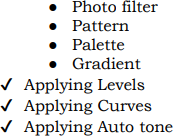 ● Photo filter
● Pattern
● Palette
● Gradient
✓ Applying Levels
✓ Applying Curves
✓ Applying Auto tone